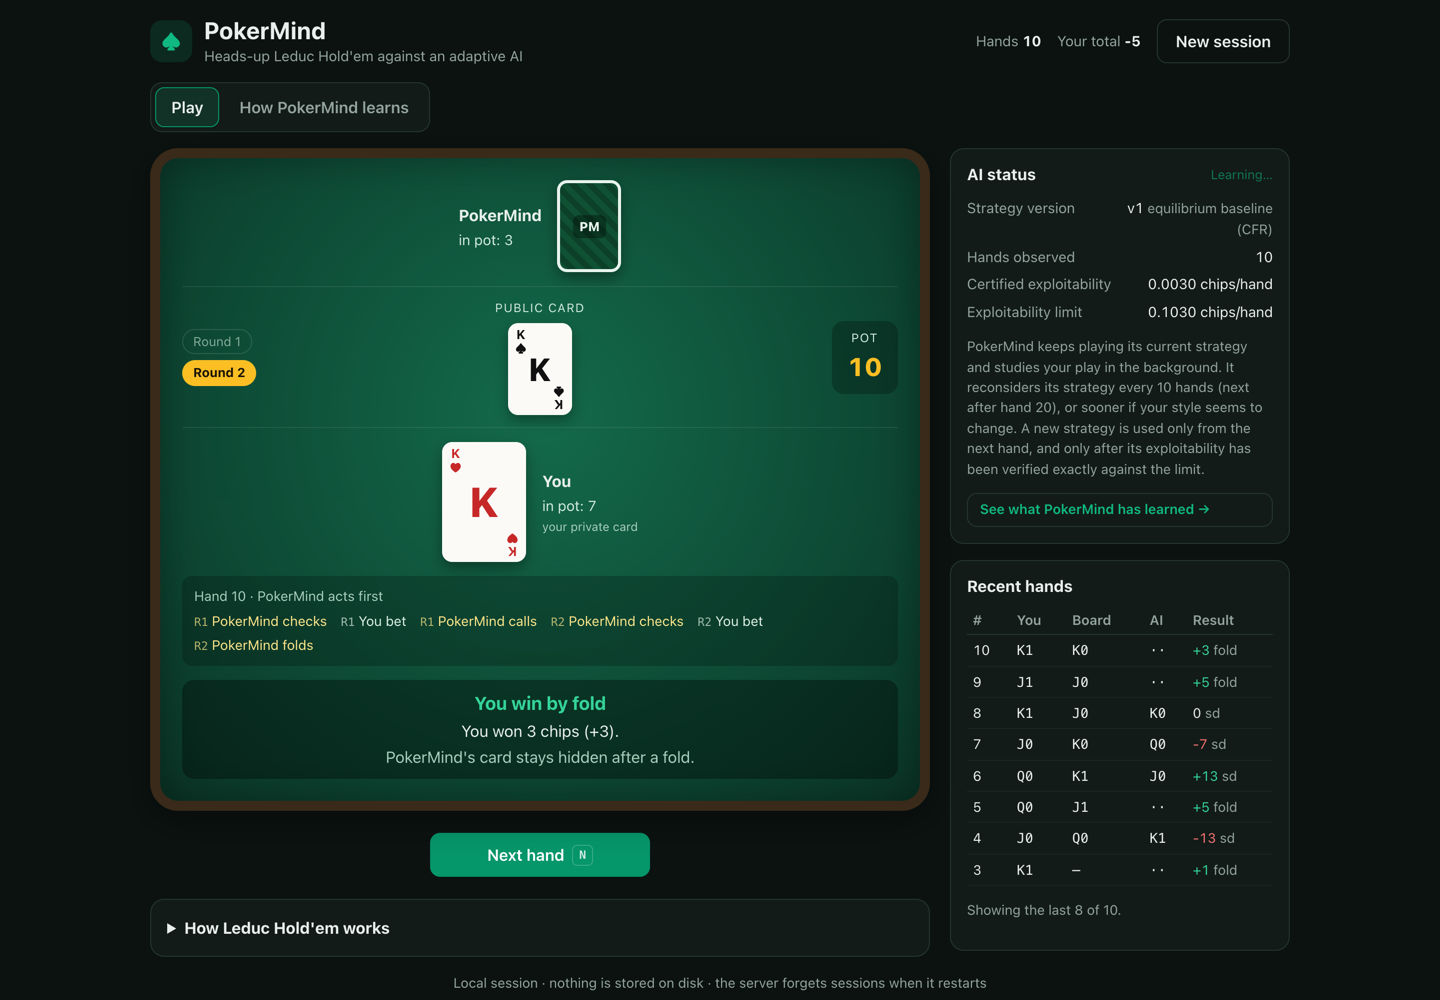 PokerMind
Heads-up Leduc Hold'em against an adaptive AI
Hands 10 Your total -5 New session
Play How PokerMind learns
PokerMind
in pot: 3
PM
PUBLIC CARD
Round 1
Round 2
K
K
K
POT
10
K
K
K
You
in pot: 7
your private card
Hand 10 · PokerMind acts first
R1 PokerMind checks R1 You bet R1 PokerMind calls R2 PokerMind checks R2 You bet
R2 PokerMind folds
You win by fold
You won 3 chips (+3).
PokerMind's card stays hidden after a fold.
Next hand N
▶ How Leduc Hold'em works
AI status Learning...
Strategy version v1 equilibrium baseline
(CFR)
Hands observed 10
Certified exploitability 0.0030 chips/hand
Exploitability limit 0.1030 chips/hand
PokerMind keeps playing its current strategy
and studies your play in the background. It
reconsiders its strategy every 10 hands (next
after hand 20), or sooner if your style seems to
change. A new strategy is used only from the
next hand, and only after its exploitability has
been verified exactly against the limit.
See what PokerMind has learned →
Recent hands
# You Board AI Result
10 K1 K0 ·· +3 fold
9 J1 J0 ·· +5 fold
8 K1 J0 K0 0 sd
7 J0 K0 Q0 -7 sd
6 Q0 K1 J0 +13 sd
5 Q0 J1 ·· +5 fold
4 J0 Q0 K1 -13 sd
3 K1 — ·· +1 fold
Showing the last 8 of 10.
Local session · nothing is stored on disk · the server forgets sessions when it restarts